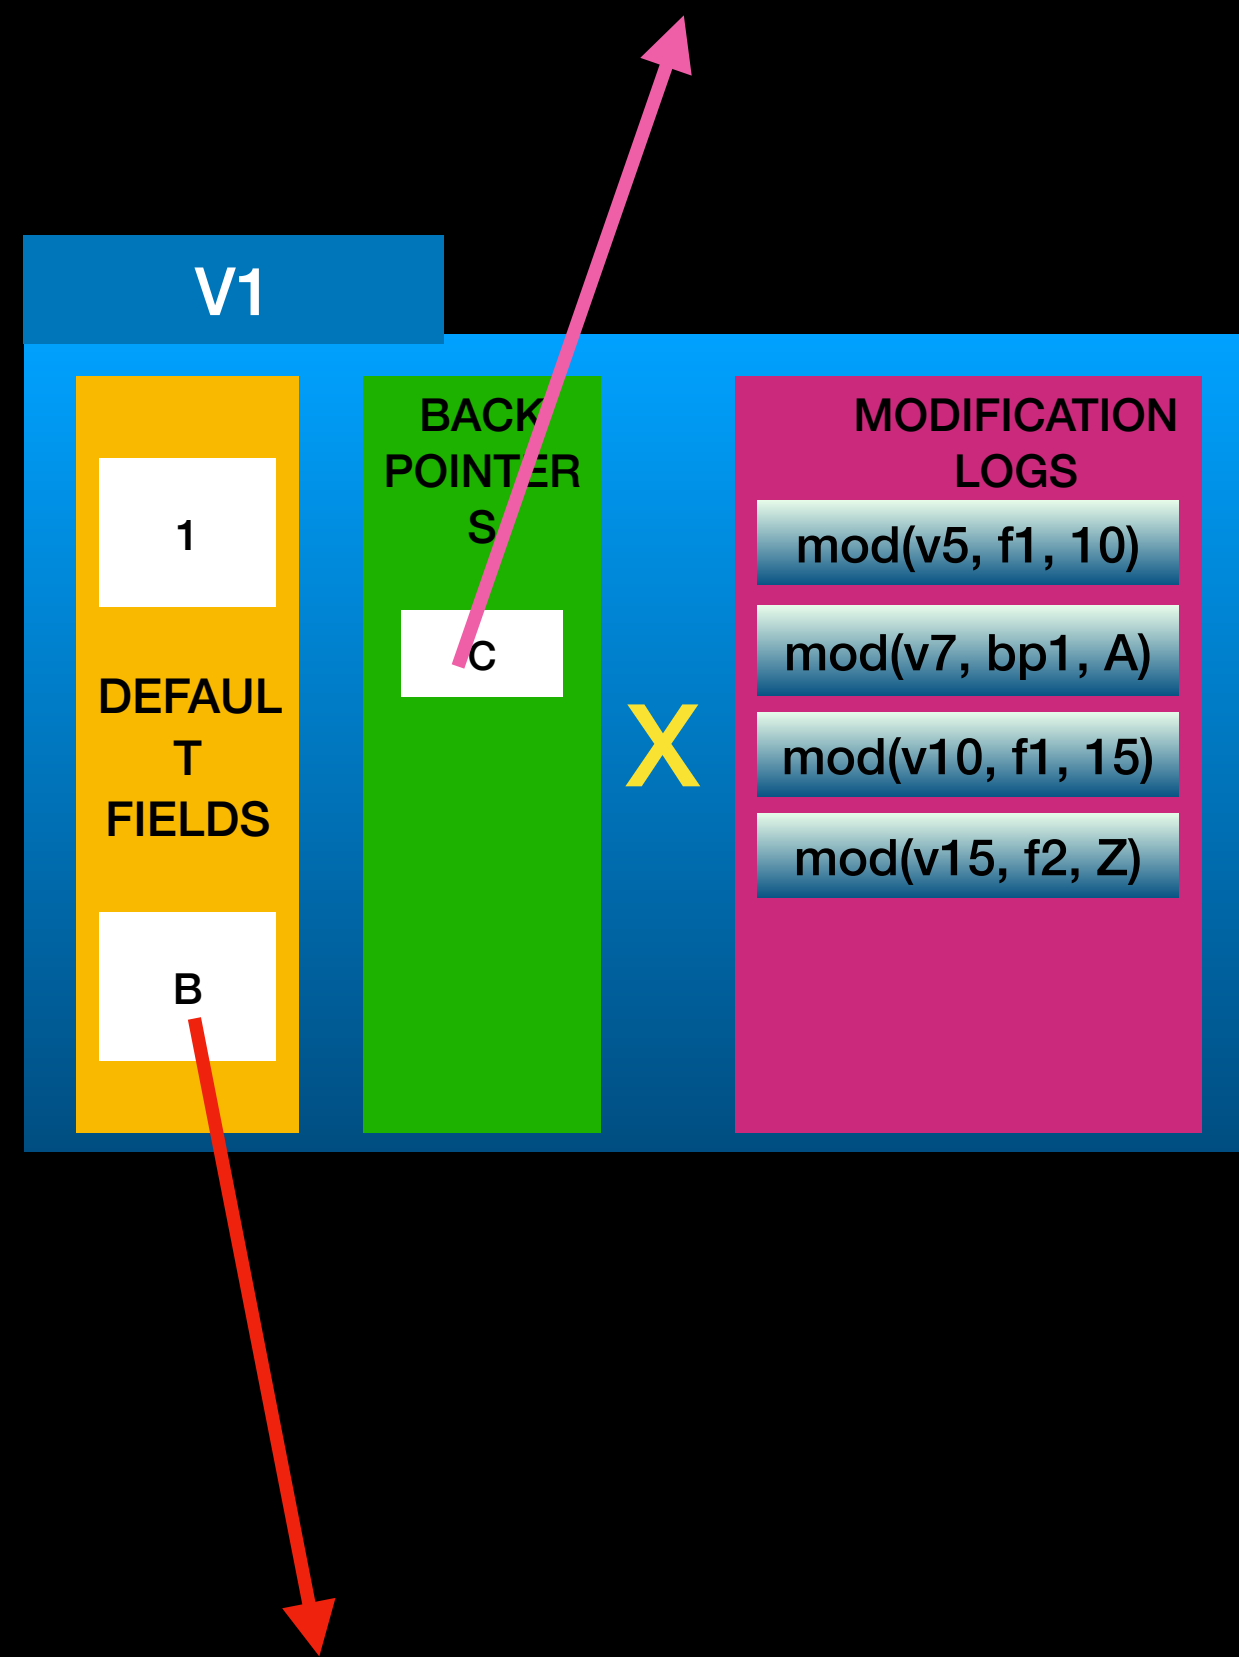 V1
1
DEFAUL
T
FIELDS
B
BACK
POINTER
S
C
X
MODIFICATION
LOGS
mod(v5, f1, 10)
mod(v7, bp1, A)
mod(v10, f1, 15)
mod(v15, f2, Z)